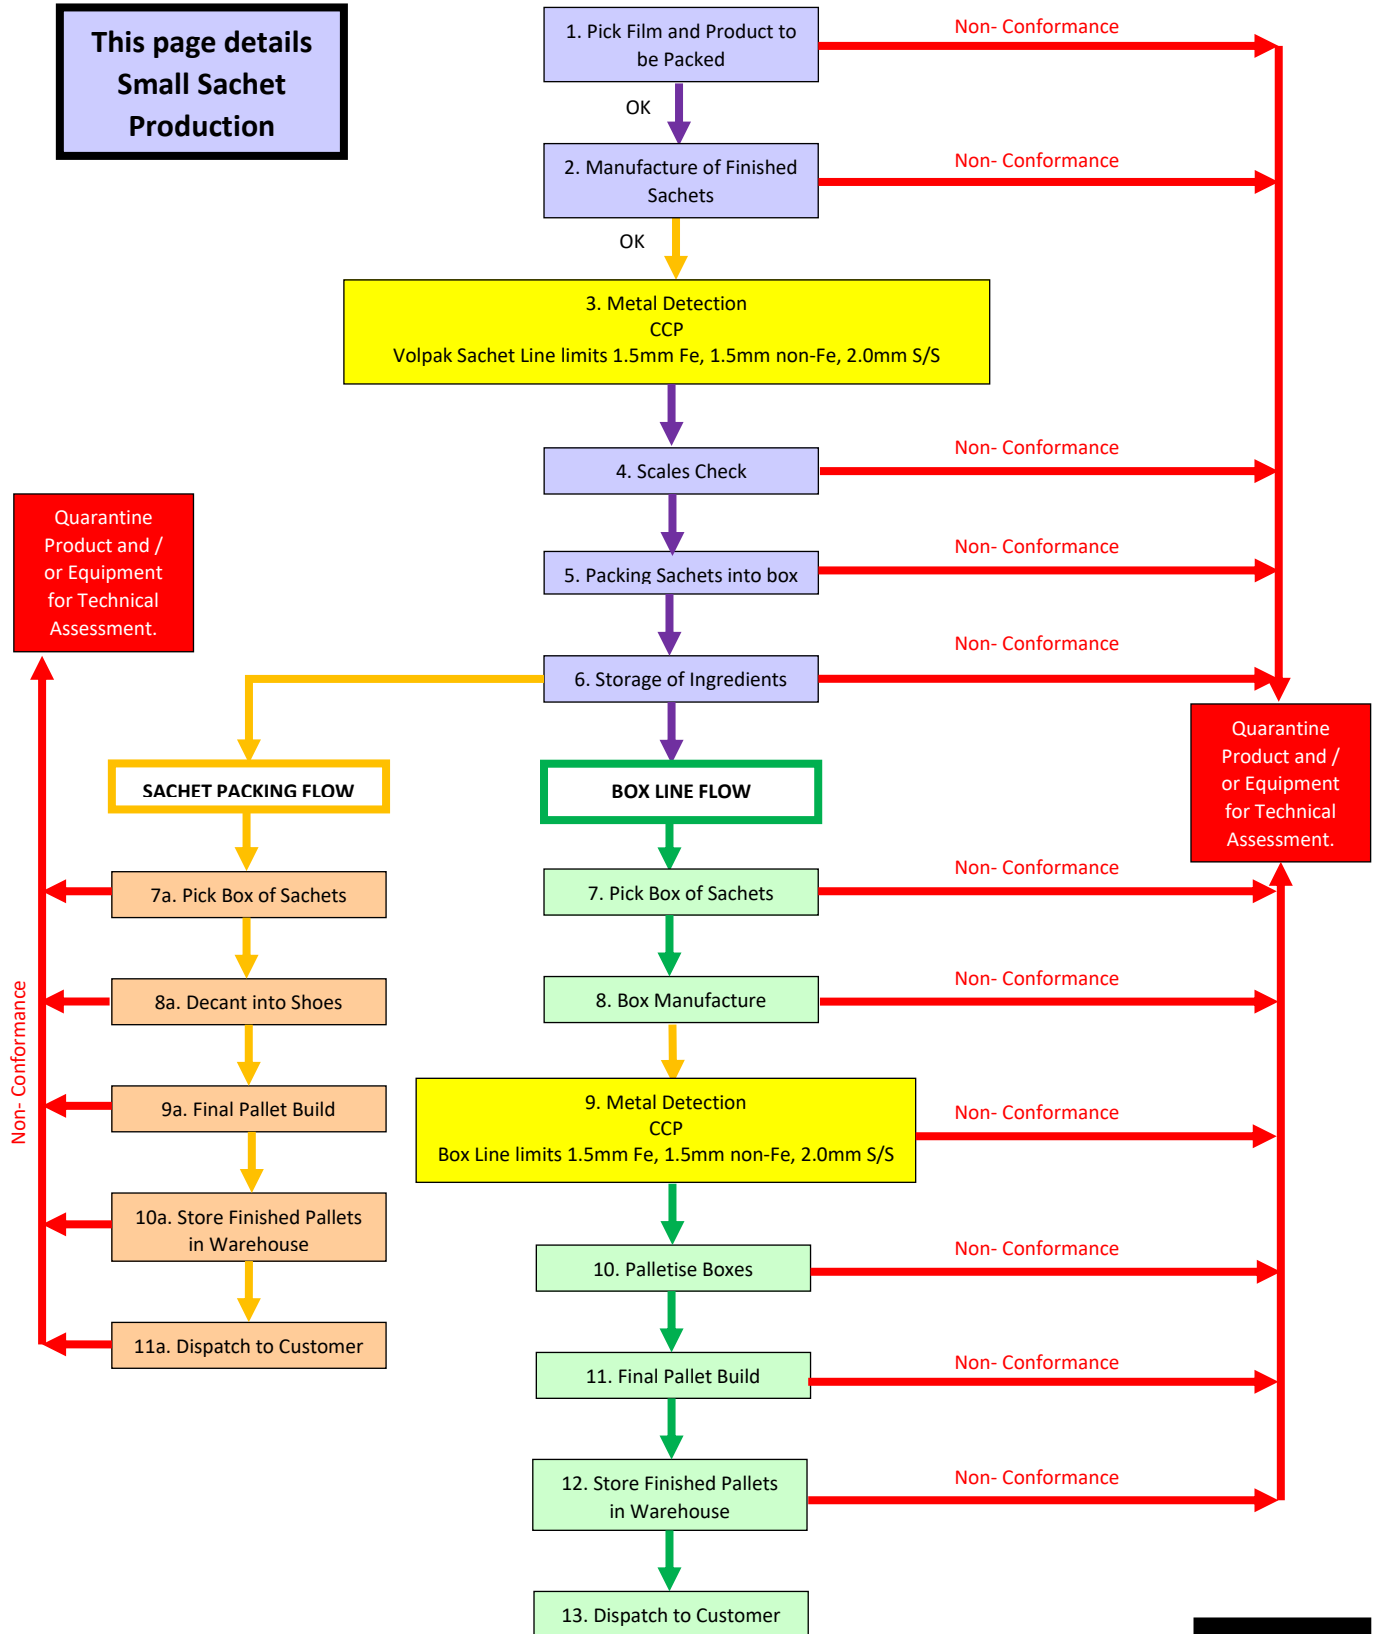 This page details
Small Sachet
Production
1. Pick Film and Product to
be Packed
Non- Conformance
OK
2. Manufacture of Finished
Sachets
Non- Conformance
OK
3. Metal Detection
CCP
Volpak Sachet Line limits 1.5mm Fe, 1.5mm non-Fe, 2.0mm S/S
4. Scales Check
Non- Conformance
5. Packing Sachets into box
Non- Conformance
6. Storage of Ingredients
Non- Conformance
Quarantine
Product and /
or Equipment
for Technical
Assessment.
Quarantine
Product and /
or Equipment
for Technical
Assessment.
SACHET PACKING FLOW
7a. Pick Box of Sachets
8a. Decant into Shoes
9a. Final Pallet Build
10a. Store Finished Pallets
in Warehouse
11a. Dispatch to Customer
Non- Conformance
BOX LINE FLOW
7. Pick Box of Sachets
Non- Conformance
8. Box Manufacture
Non- Conformance
9. Metal Detection
CCP
Box Line limits 1.5mm Fe, 1.5mm non-Fe, 2.0mm S/S
Non- Conformance
10. Palletise Boxes
Non- Conformance
11. Final Pallet Build
Non- Conformance
12. Store Finished Pallets
in Warehouse
Non- Conformance
13. Dispatch to Customer